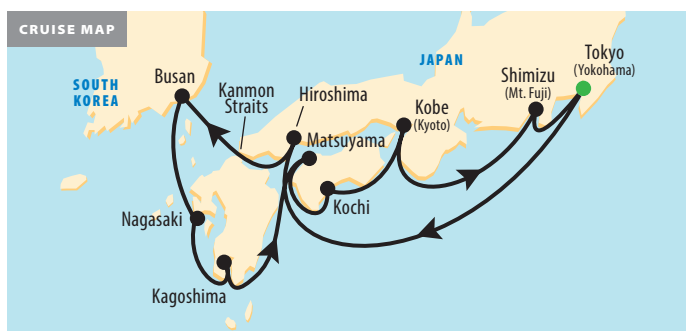 CRUISE MAP
JAPAN
Tokyo
(Yokohama)
Shimizu
(Mt. Fuji)
SOUTH
KOREA
Busan
Kanmon
Straits
Hiroshima
Matsuyama
Kobe
(Kyoto)
Kochi
Nagasaki
Kagoshima